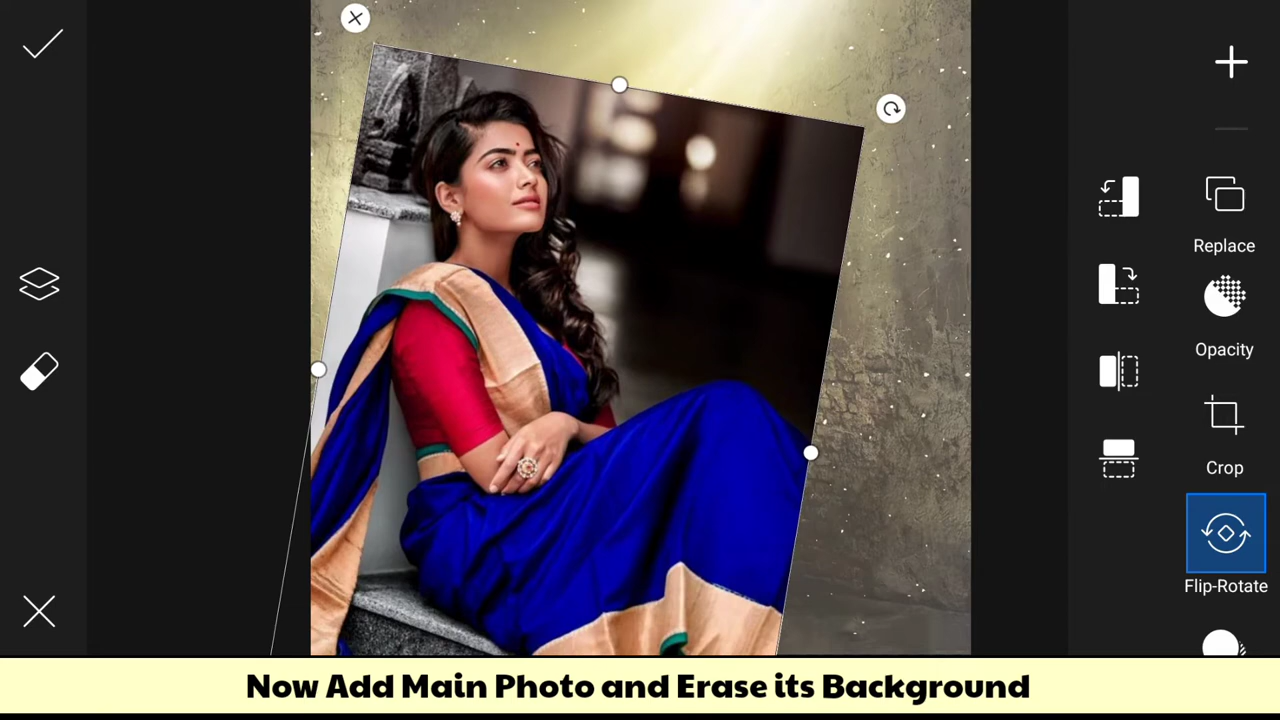 Replace
Opacity
Crop
Flip-Rotate
Now Add Main Photo and Erase its Background